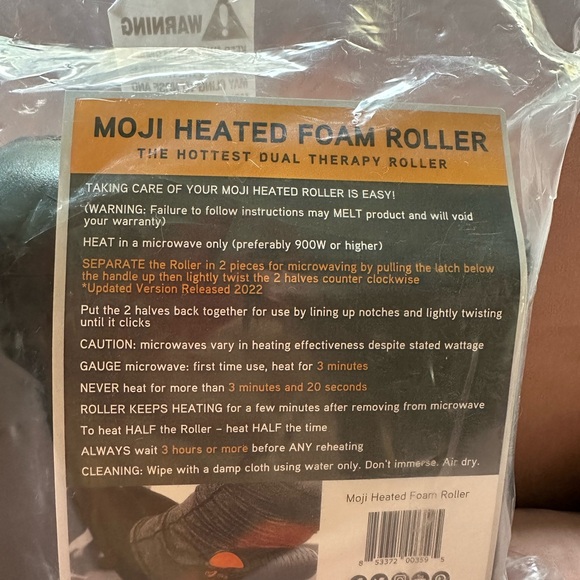 WARNING
MOJI HEATED FOAM ROLLER
THE HOTTEST DUAL THERAPY ROLLER
TAKING CARE OF YOUR MOJI HEATED ROLLER IS EASY!
(WARNING: Failure to follow instructions may MELT product and will void
your warranty)
HEAT in a microwave only (preferably 900W or higher)
SEPARATE the Roller in 2 pieces for microwaving by pulling the latch below
the handle up then lightly twist the 2 halves counter clockwise
*Updated Version Released 2022
Put the 2 halves back together for use by lining up notches and lightly twisting
until it clicks
CAUTION: microwaves vary in heating effectiveness despite stated wattage
GAUGE microwave: first time use, heat for 3 minutes
NEVER heat for more than 3 minutes and 20 seconds
ROLLER KEEPS HEATING for a few minutes after removing from microwave
To heat HALF the Roller – heat HALF the time
ALWAYS wait 3 hours or more before ANY reheating
CLEANING: Wipe with a damp cloth using water only. Don't immerse. Air dry.
Moji Heated Foam Roller
8 53372 00359 5